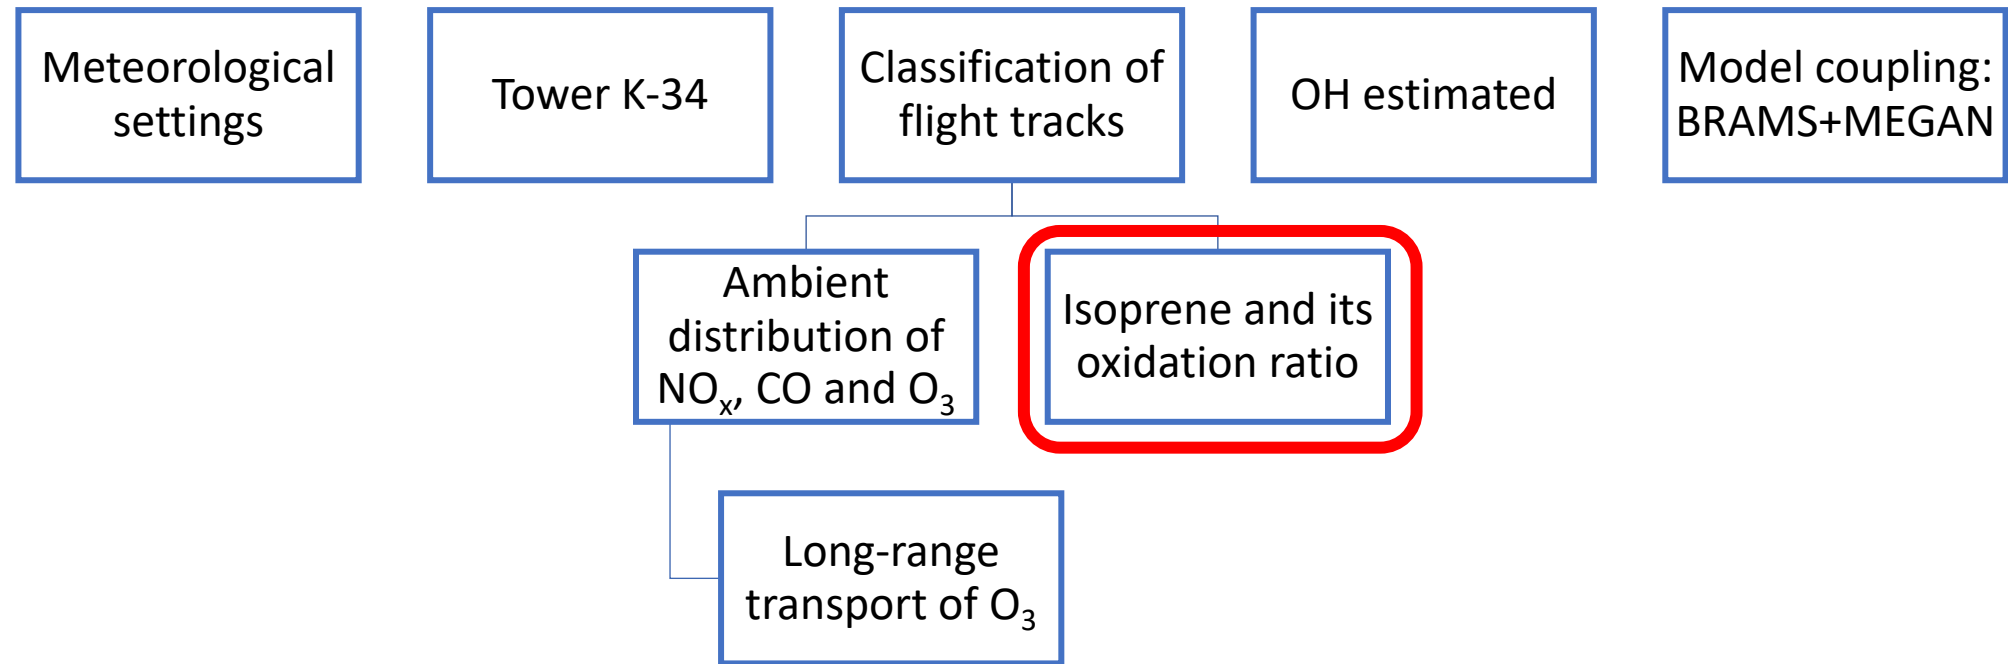 Meteorological
settings
Tower K-34
Classification of
flight tracks
OH estimated
Model coupling:
BRAMS+MEGAN
Ambient
distribution of
NOₓ, CO and O₃
Isoprene and its
oxidation ratio
Long-range
transport of O₃